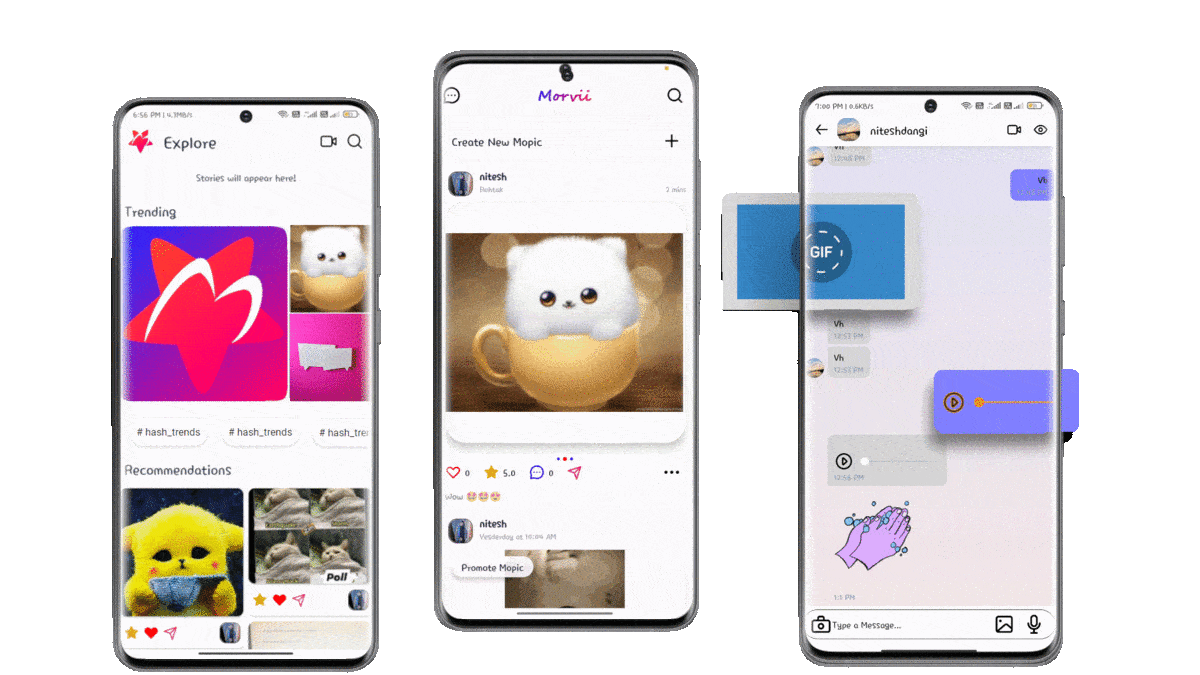 6:56 PM | 4.3MB/s
Explore
Stories will appear here!
Trending
# hash_trends
# hash_trends
# hash_tren
Recommendations
Poll
Morvii
Create New Mopic
nitesh
2 mins
0
5.0
0
Wow
nitesh
Yesterday at 10:04 AM
Promote Mopic
7:00 PM | 0.6KB/s
niteshdangi
Vh
12:48 PM
Vh
GIF
Vh
12:53 PM
Vh
12:53 PM
12:56 PM
1:1 PM
Type a Message...